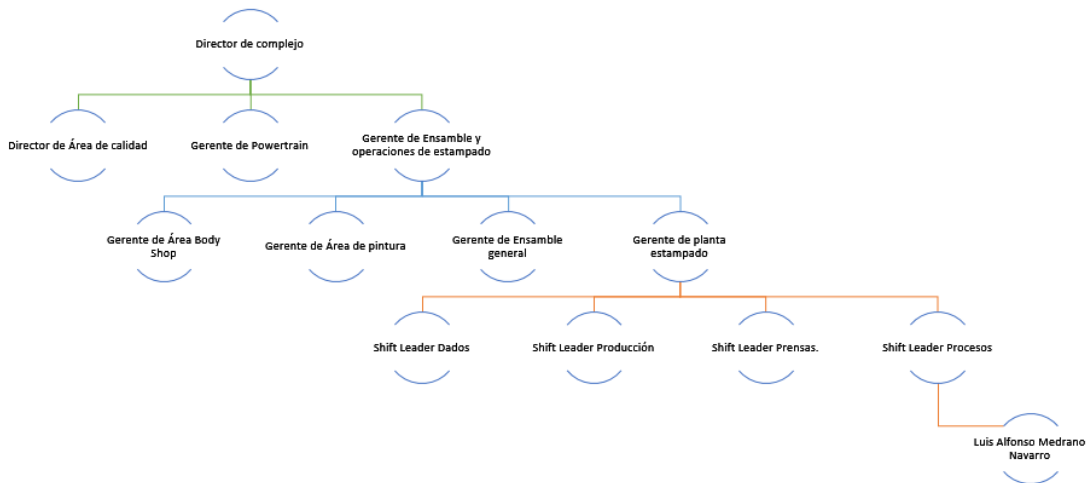 Director de complejo
Director de Área de calidad
Gerente de Powertrain
Gerente de Ensamble y
operaciones de estampado
Gerente de Área Body
Shop
Gerente de Área de pintura
Gerente de Ensamble
general
Gerente de planta
estampado
Shift Leader Dados
Shift Leader Producción
Shift Leader Prensas.
Shift Leader Procesos
Luis Alfonso Medrano
Navarro